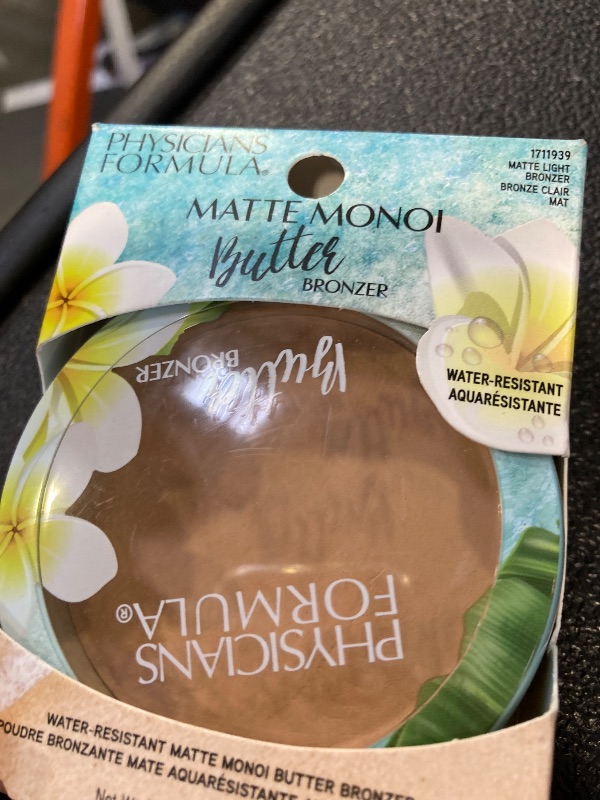 PHYSICIANS
FORMULA®
1711939
MATTE LIGHT
BRONZER
BRONZE CLAIR
MAT
MATTE MONOI
Butter
BRONZER
WATER-RESISTANT
AQUARÉSISTANTE
Butter
BRONZER
PHYSICIANS
FORMULA®
WATER-RESISTANT MATTE MONOI BUTTER BRONZER
POUDRE BRONZANTE MATE AQUARÉSISTANTE
Net